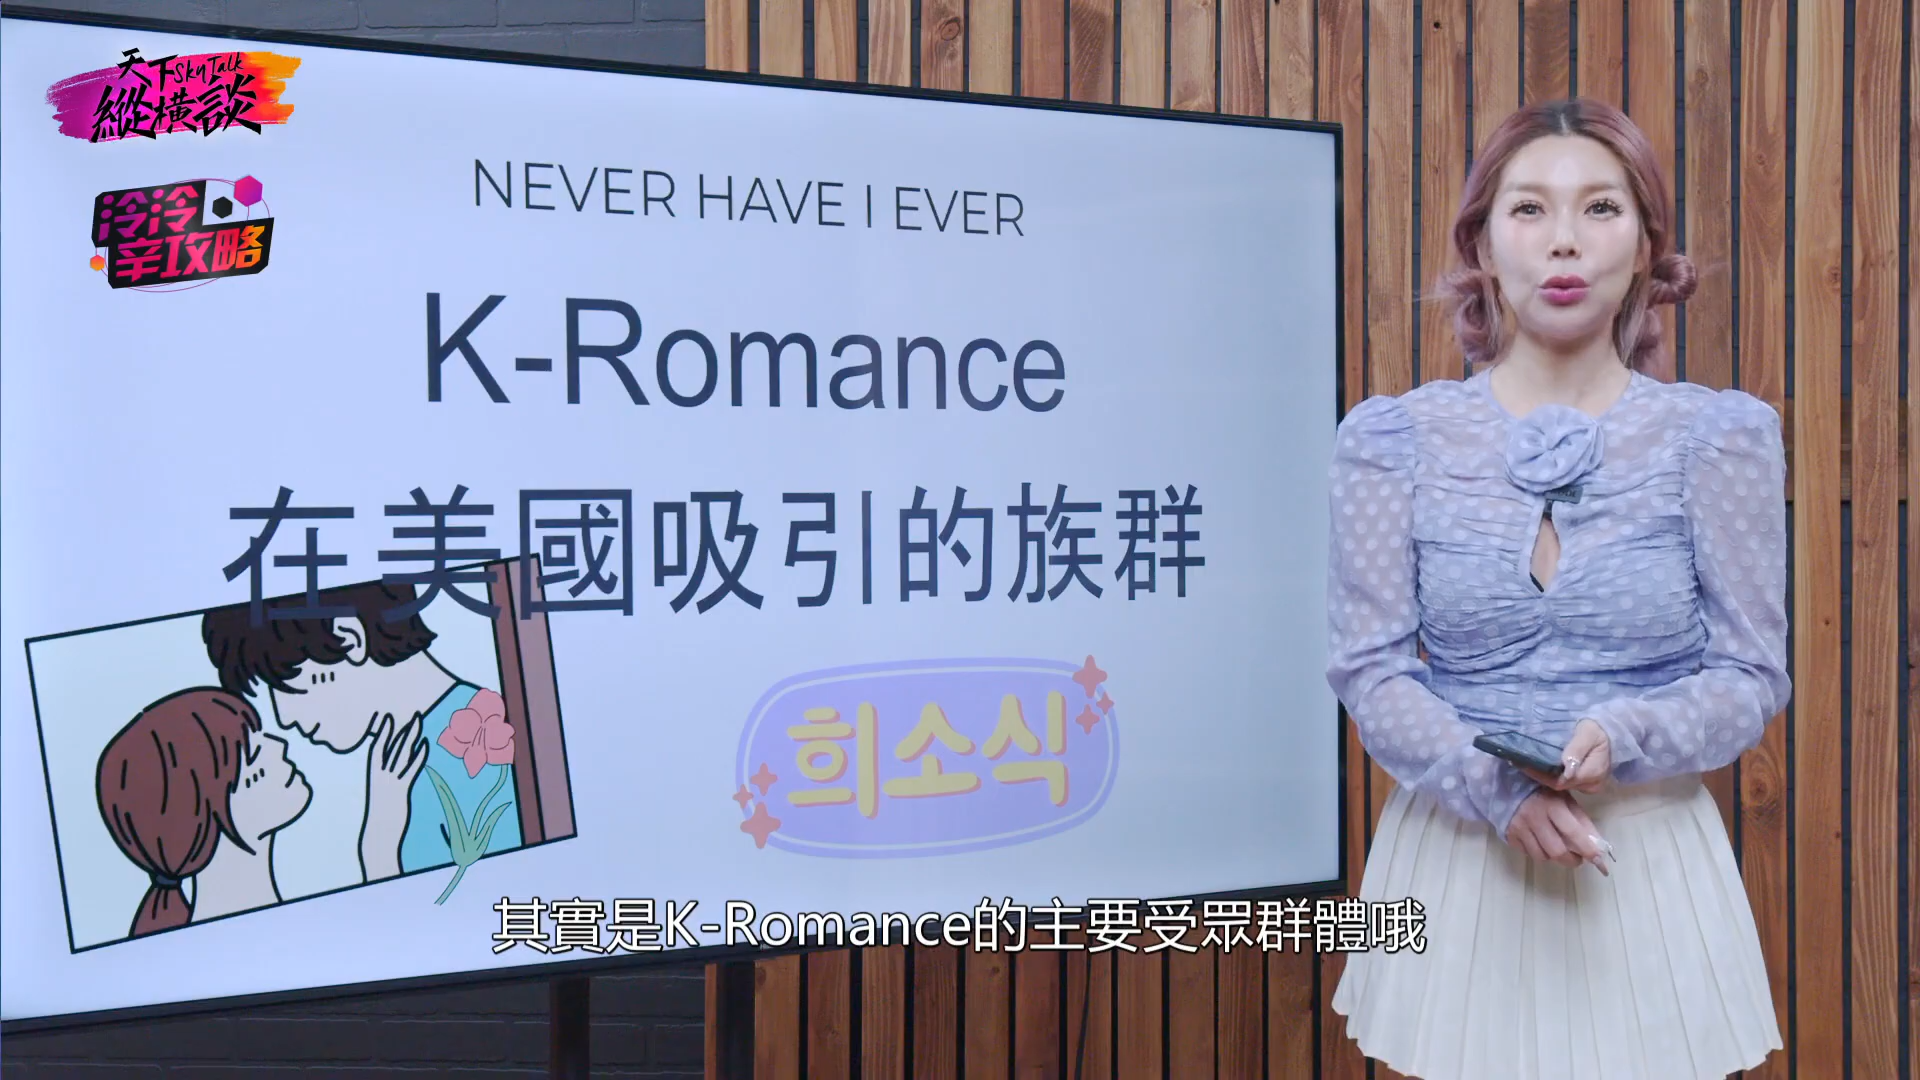 天下
Sky Talk
縱橫談
泠泠
辛攻略
NEVER HAVE I EVER
K-Romance
在美國吸引的族群
희소식
其實是K-Romance的主要受眾群體哦